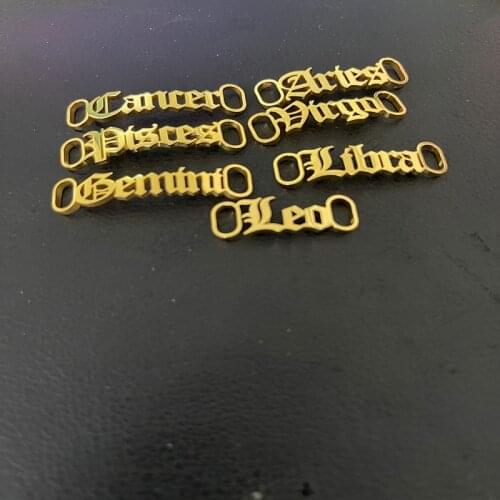 Cancer
Pisces
Gemini
Aries
Virgo
Libra
Leo